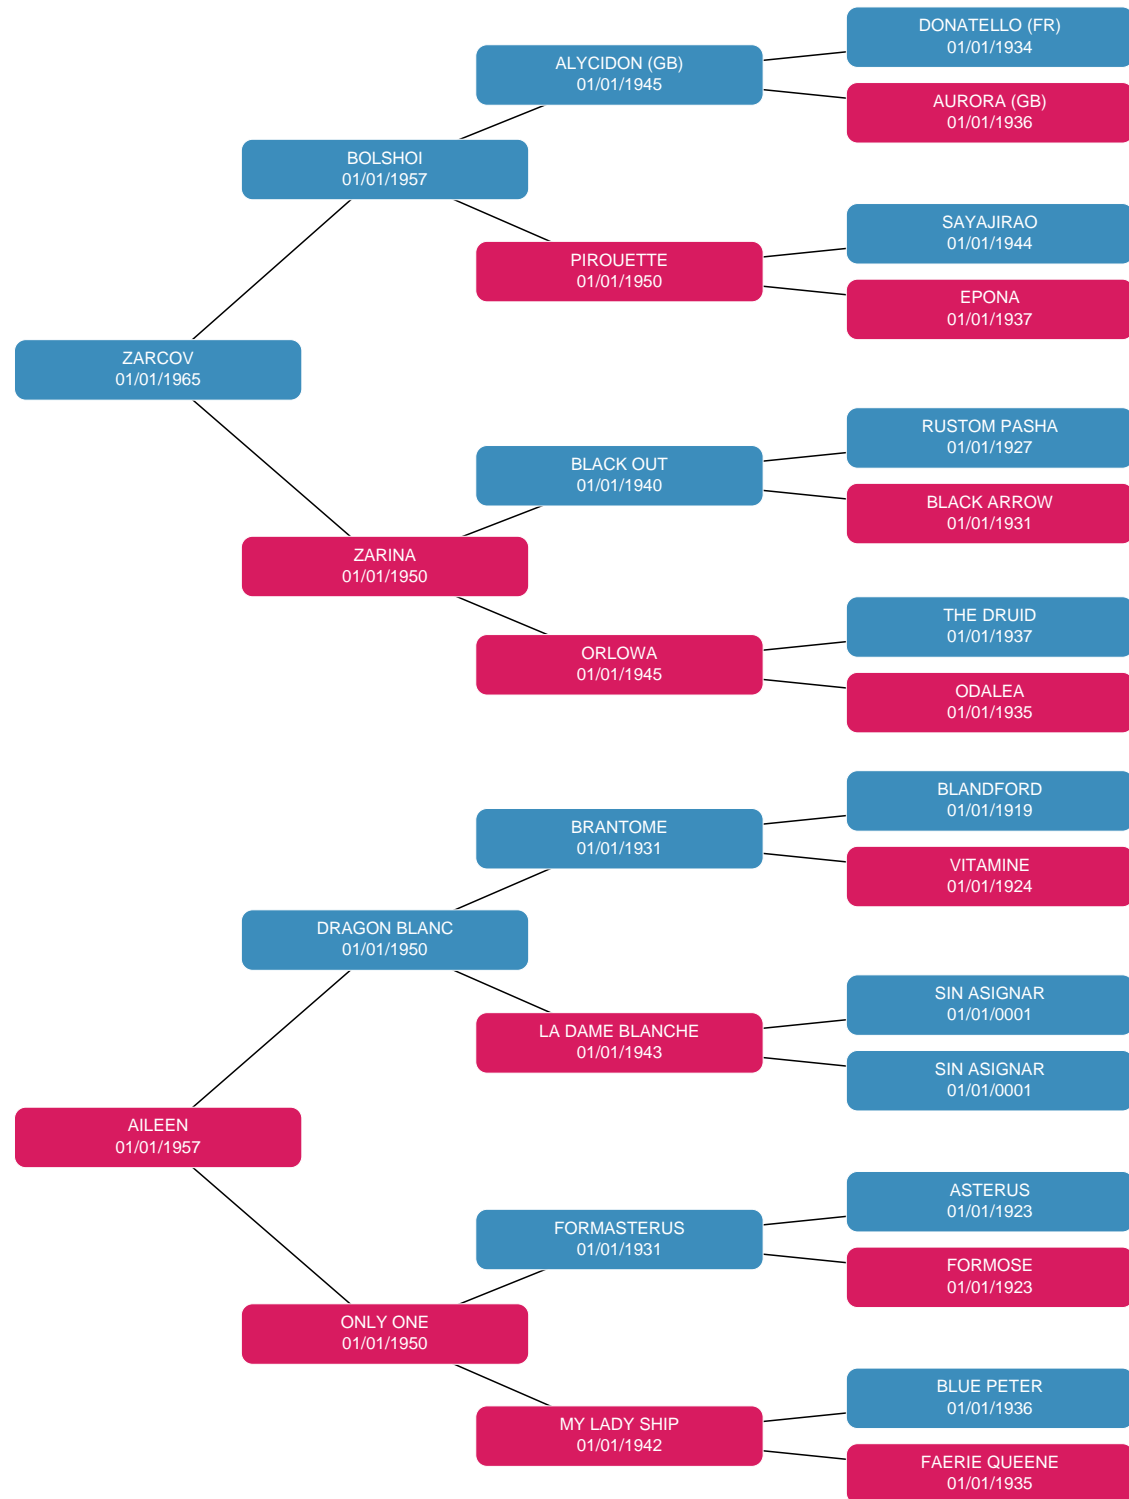 DONATELLO (FR)
01/01/1934
ALYCIDON (GB)
01/01/1945
AURORA (GB)
01/01/1936
BOLSHOI
01/01/1957
SAYAJIRAO
01/01/1944
PIROUETTE
01/01/1950
EPONA
01/01/1937
ZARCOV
01/01/1965
RUSTOM PASHA
01/01/1927
BLACK OUT
01/01/1940
BLACK ARROW
01/01/1931
ZARINA
01/01/1950
THE DRUID
01/01/1937
ORLOWA
01/01/1945
ODALEA
01/01/1935
BLANDFORD
01/01/1919
BRANTOME
01/01/1931
VITAMINE
01/01/1924
DRAGON BLANC
01/01/1950
SIN ASIGNAR
01/01/0001
LA DAME BLANCHE
01/01/1943
SIN ASIGNAR
01/01/0001
AILEEN
01/01/1957
ASTERUS
01/01/1923
FORMASTERUS
01/01/1931
FORMOSE
01/01/1923
ONLY ONE
01/01/1950
BLUE PETER
01/01/1936
MY LADY SHIP
01/01/1942
FAERIE QUEENE
01/01/1935